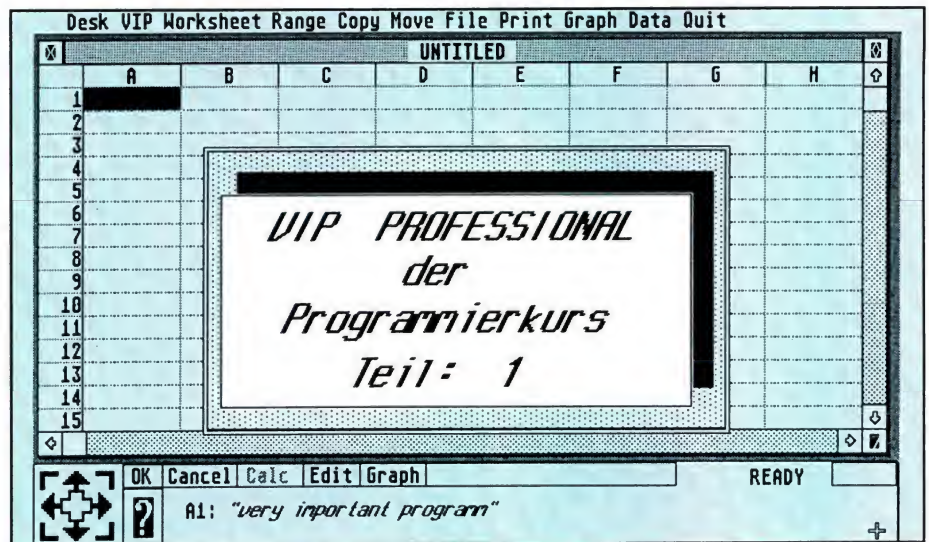 Desk VIP Worksheet Range Copy Move File Print Graph Data Quit
UNTITLED
A B C D E F G H
1
2
3
4
5
6
7
8
9
10
11
12
13
14
15
VIP PROFESSIONAL
der
Programmierkurs
Teil: 1
OK Cancel Calc Edit Graph READY
? A1: "very important program"